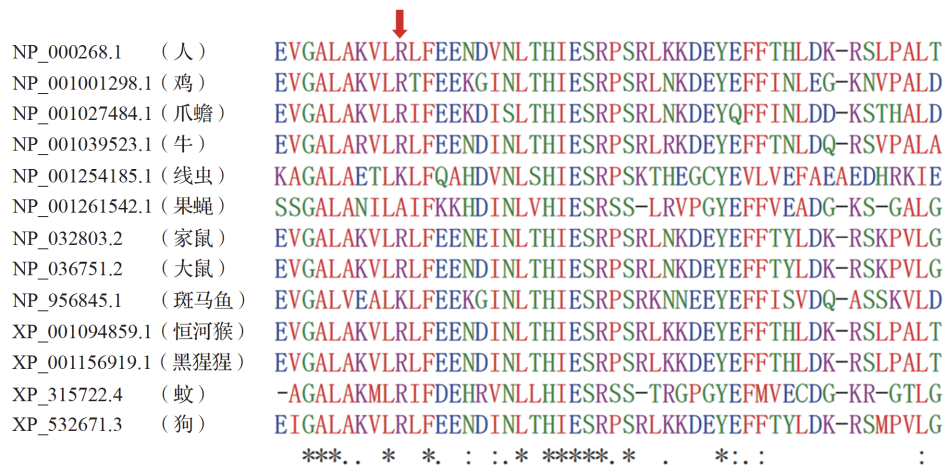 NP_000268.1 （人） EVGALAKVLRLFEENDVNLTHIESRPSRLKKDEYEFFTHLDK-RSLPALT
NP_001001298.1（鸡） EVGALAKVLRTFEEKGINLTHIESRPSRLNKDEYEFFINLEG-KNVPALD
NP_001027484.1（爪蟾） EVGALAKVLRIFEEKDISLTHIESRPSRLNKDEYQFFINLDD-KSTHALD
NP_001039523.1（牛） EVGALARVLRLFEENDINLTHIESRPSRLRKDEYEFFTNLDQ-RSVPALA
NP_001254185.1（线虫） KAGALAETLKLFQAHDVNLSHIESRPSKTHEGCYEVLVEFAEAEDHRKIE
NP_001261542.1（果蝇） SSGALANILAIFKKHDINLVHIESRSS-LRVPGYEFFVEADG-KS-GALG
NP_032803.2 （家鼠） EVGALAKVLRLFEENEINLTHIESRPSRLNKDEYEFFTYLDK-RSKPVLG
NP_036751.2 （大鼠） EVGALAKVLRLFEENDINLTHIESRPSRLNKDEYEFFTYLDK-RSKPVLG
NP_956845.1 （斑马鱼） EVGALVEALKLFEEKGINLTHIESRPSRKNNEEYEFFISVDQ-ASSKVLD
XP_001094859.1（恒河猴） EVGALAKVLRLFEENDVNLTHIESRPSRLKKDEYEFFTHLDK-RSLPALT
XP_001156919.1（黑猩猩） EVGALAKVLRLFEENDVNLTHIESRPSRLKKDEYEFFTHLDK-RSLPALT
XP_315722.4 （蚊） -AGALAKMLRIFDEHRVNLLHIESRSS-TRGPGYEFMVECDG-KR-GTLG
XP_532671.3 （狗） EIGALAKVLRLFEENDINLTHIESRPSRLKKDEYEFFTYLDK-RSMPVLG
***.. * *. : :.* ******.* . *:.: :